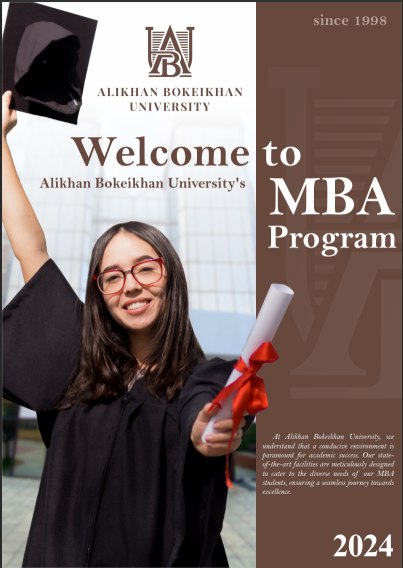 since 1998
ALIKHAN BOKEIKHAN
UNIVERSITY
Welcome to
Alikhan Bokeikhan University's
MBA
Program
At Alikhan Bokeikhan University, we
understand that a conducive environment is
paramount for academic success. Our state-
of-the-art facilities are meticulously designed
to cater to the diverse needs of our MBA
students, ensuring a seamless journey towards
excellence.
2024